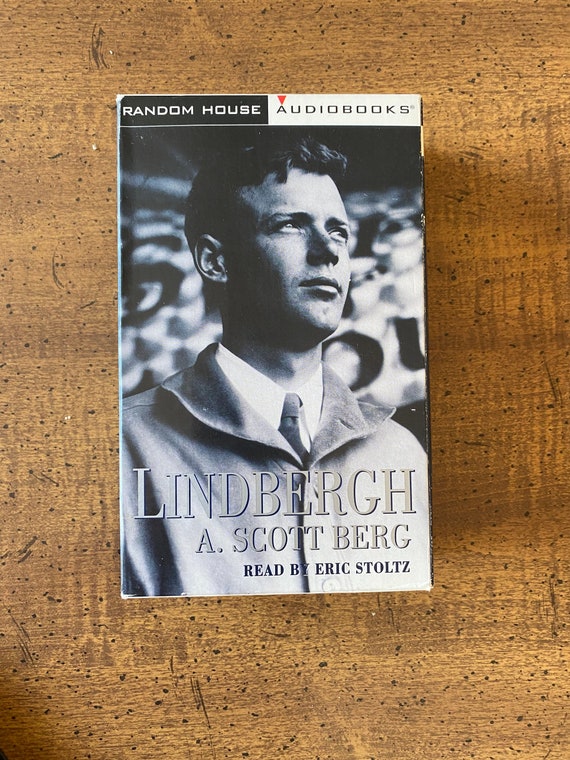 RANDOM HOUSE AUDIOBOOKS®
LINDBERGH
A. SCOTT BERG
READ BY ERIC STOLTZ